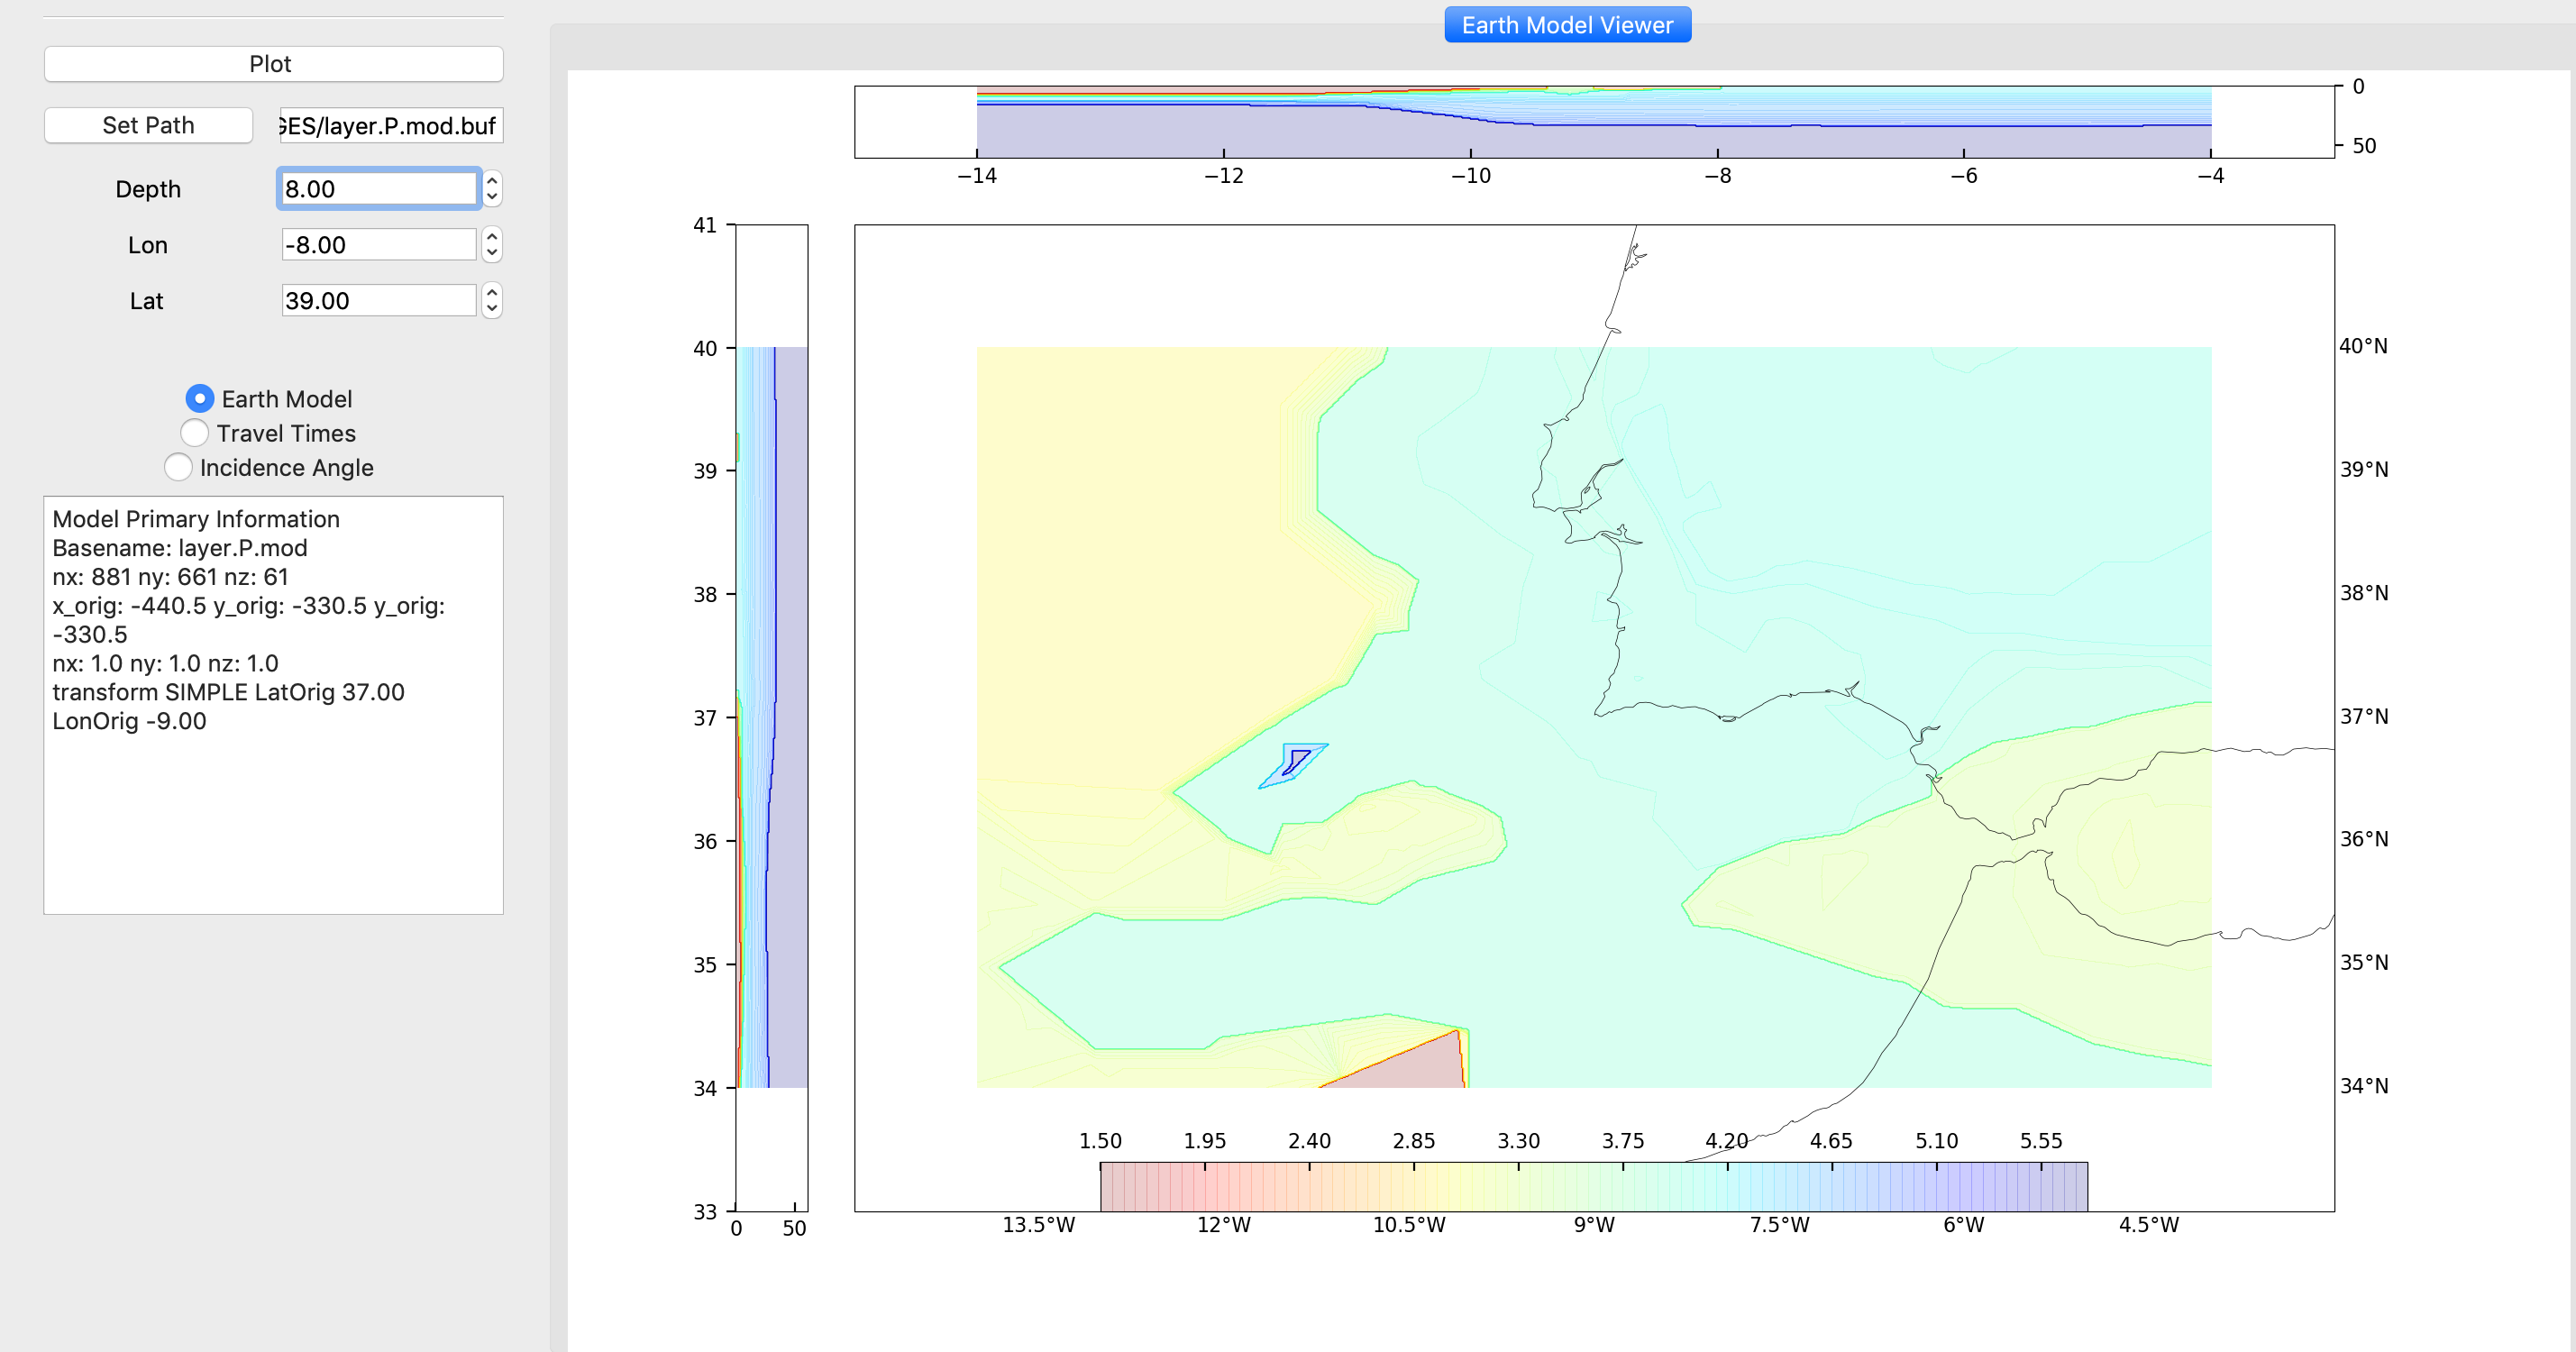 Earth Model Viewer
Plot
Set Path
GES/layer.P.mod.buf
Depth
8.00
Lon
-8.00
Lat
39.00
Earth Model
Travel Times
Incidence Angle
Model Primary Information
Basename: layer.P.mod
nx: 881 ny: 661 nz: 61
x_orig: -440.5 y_orig: -330.5 y_orig:
-330.5
nx: 1.0 ny: 1.0 nz: 1.0
transform SIMPLE LatOrig 37.00
LonOrig -9.00
0
50
−14 −12 −10 −8 −6 −4
41
40
39
38
37
36
35
34
33
0 50
40°N
39°N
38°N
37°N
36°N
35°N
34°N
1.50 1.95 2.40 2.85 3.30 3.75 4.20 4.65 5.10 5.55
13.5°W 12°W 10.5°W 9°W 7.5°W 6°W 4.5°W